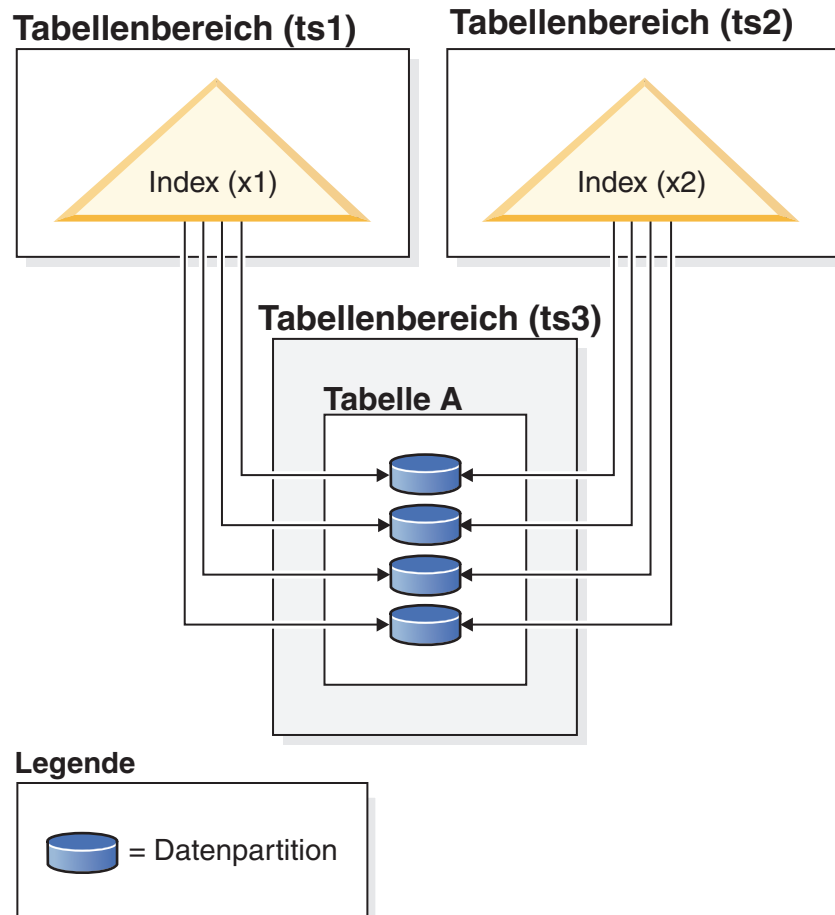 Tabellenbereich (ts1)
Tabellenbereich (ts2)
Index (x1)
Index (x2)
Tabellenbereich (ts3)
Tabelle A
Legende
= Datenpartition